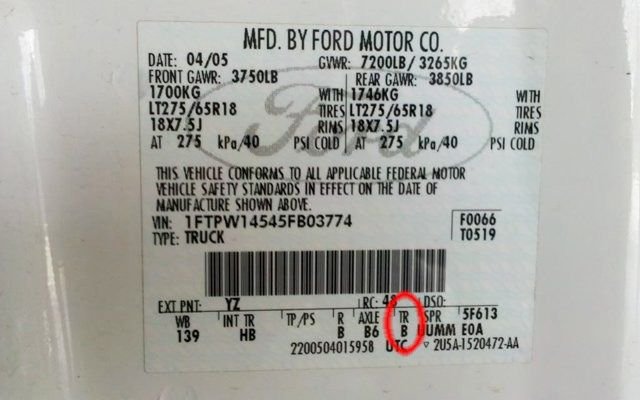 MFD. BY FORD MOTOR CO.
DATE: 04/05 GVWR: 7200LB/ 3265KG
FRONT GAWR: 3750LB REAR GAWR: 3850LB
1700KG WITH 1746KG WITH
LT275/65R18 TIRES LT275/65R18 TIRES
18X7.5J RIMS 18X7.5J RIMS
AT 275 kPa/40 PSI COLD AT 275 kPa/40 PSI COLD
Ford
THIS VEHICLE CONFORMS TO ALL APPLICABLE FEDERAL MOTOR
VEHICLE SAFETY STANDARDS IN EFFECT ON THE DATE OF
MANUFACTURE SHOWN ABOVE.
VIN: 1FTPW14545FB03774 F0066
TYPE: TRUCK T0519
EXT PNT: YZ RC: 48 DSO:
WB INT TR TP/PS R AXLE TR SPR 5F613
139 HB B B6 B UUMM E0A
2200504015958 UTC ▽ 2U5A-1520472-AA